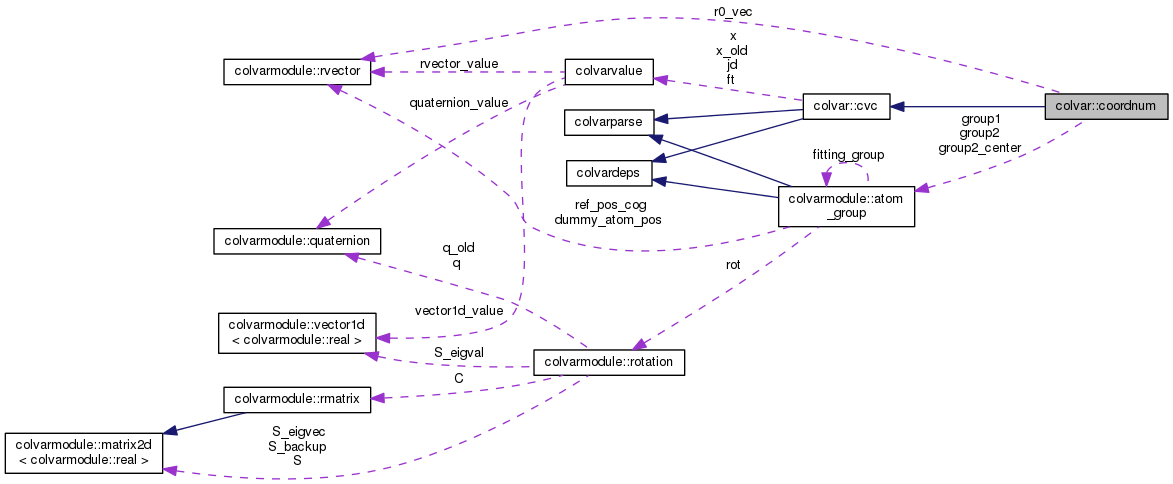 r0_vec
colvarmodule::rvector
rvector_value
colvarvalue
x
x_old
jd
ft
colvar::cvc
colvar::coordnum
quaternion_value
colvarparse
group1
group2
group2_center
fitting_group
colvardeps
colvarmodule::atom
_group
ref_pos_cog
dummy_atom_pos
colvarmodule::quaternion
q_old
q
rot
vector1d_value
colvarmodule::vector1d
< colvarmodule::real >
S_eigval
colvarmodule::rotation
C
colvarmodule::rmatrix
S_eigvec
S_backup
S
colvarmodule::matrix2d
< colvarmodule::real >